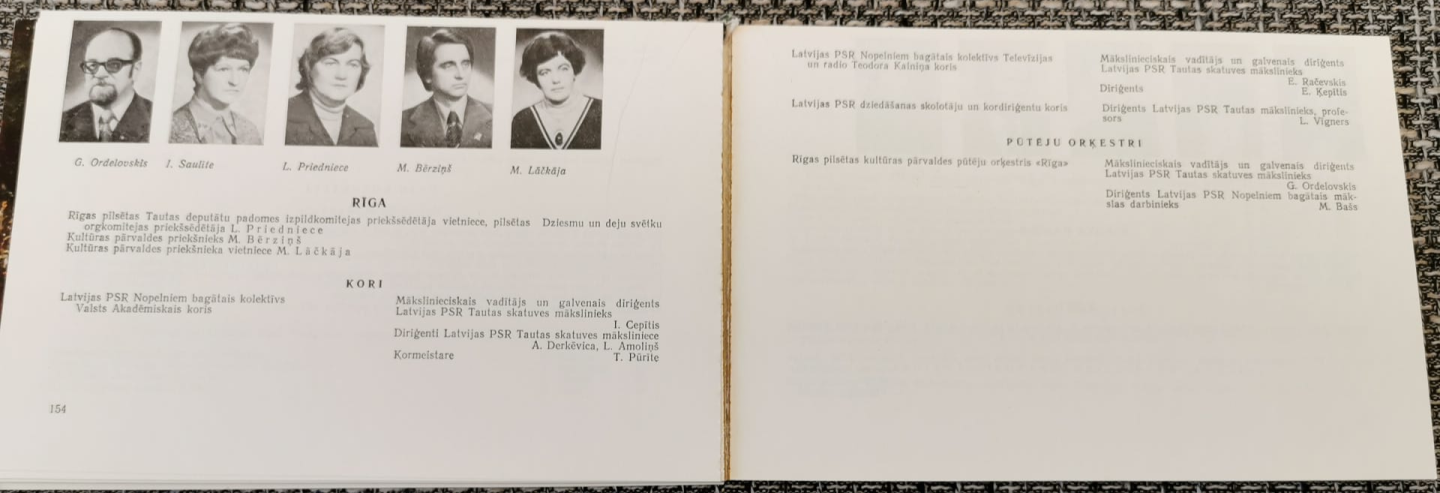 G. Ordelovskis
I. Saulīte
L. Priedniece
M. Bērziņš
M. Lāčkāja
RĪGA
Rīgas pilsētas Tautas deputātu padomes izpildkomitejas priekšsēdētāja vietniece, pilsētas Dziesmu un deju svētku
orgkomitejas priekšsēdētāja L. Priedniece
Kultūras pārvaldes priekšnieks M. Bērziņš
Kultūras pārvaldes priekšnieka vietniece M. Lāčkāja
KORI
Latvijas PSR Nopelniem bagātais kolektīvs
Valsts Akadēmiskais koris
Mākslinieciskais vadītājs un galvenais diriģents
Latvijas PSR Tautas skatuves mākslinieks
I. Cepītis
Diriģenti Latvijas PSR Tautas skatuves māksliniece
A. Derkēvica, L. Amoliņš
Kormeistare T. Pūrīte
154
Latvijas PSR Nopelniem bagātais kolektīvs Televīzijas
un radio Teodora Kalniņa koris
Mākslinieciskais vadītājs un galvenais diriģents
Latvijas PSR Tautas skatuves mākslinieks
E. Račevskis
Diriģents E. Ķepītis
Latvijas PSR dziedāšanas skolotāju un kordiriģentu koris
Diriģents Latvijas PSR Tautas mākslinieks, profe-
sors L. Vīgners
PŪTĒJU ORĶESTRI
Rīgas pilsētas kultūras pārvaldes pūtēju orķestris «Rīga»
Mākslinieciskais vadītājs un galvenais diriģents
Latvijas PSR Tautas skatuves mākslinieks
G. Ordelovskis
Diriģents Latvijas PSR Nopelniem bagātais māk-
slas darbinieks M. Bašs